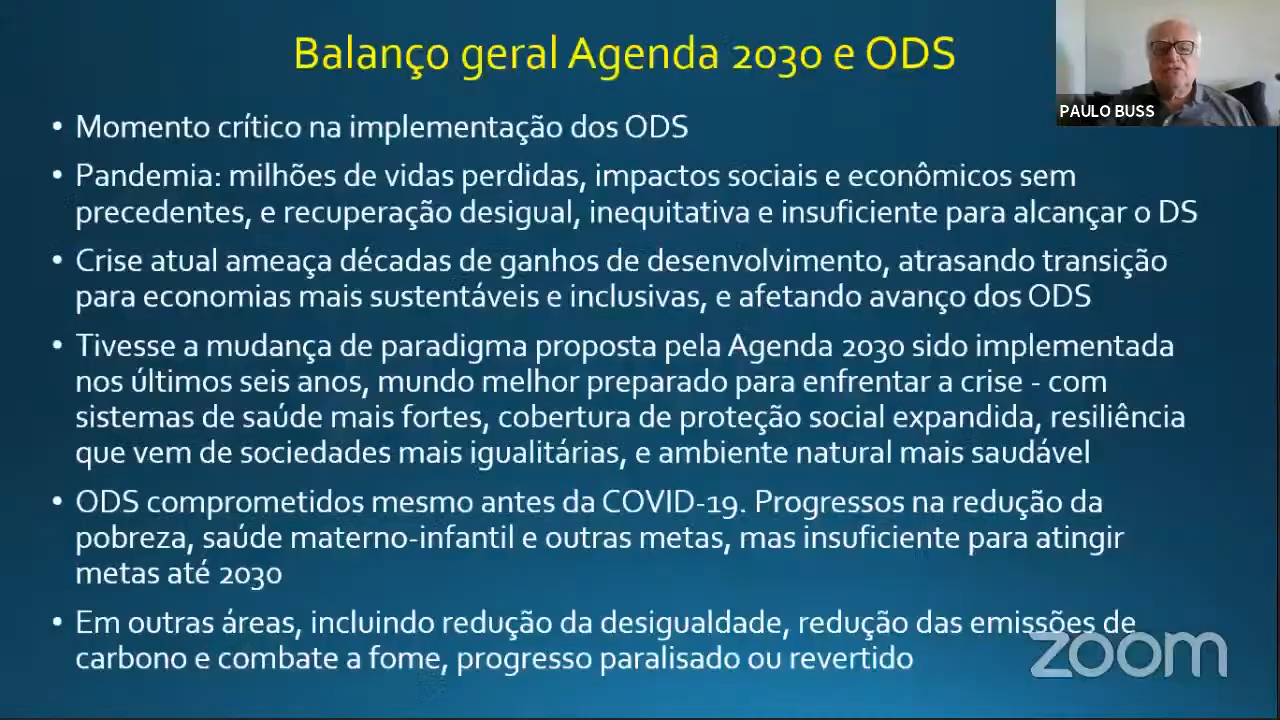 Balanço geral Agenda 2030 e ODS
PAULO BUSS
• Momento crítico na implementação dos ODS
• Pandemia: milhões de vidas perdidas, impactos sociais e econômicos sem
precedentes, e recuperação desigual, inequitativa e insuficiente para alcançar o DS
• Crise atual ameaça décadas de ganhos de desenvolvimento, atrasando transição
para economias mais sustentáveis e inclusivas, e afetando avanço dos ODS
• Tivesse a mudança de paradigma proposta pela Agenda 2030 sido implementada
nos últimos seis anos, mundo melhor preparado para enfrentar a crise - com
sistemas de saúde mais fortes, cobertura de proteção social expandida, resiliência
que vem de sociedades mais igualitárias, e ambiente natural mais saudável
• ODS comprometidos mesmo antes da COVID-19. Progressos na redução da
pobreza, saúde materno-infantil e outras metas, mas insuficiente para atingir
metas até 2030
• Em outras áreas, incluindo redução da desigualdade, redução das emissões de
carbono e combate a fome, progresso paralisado ou revertido
zoom